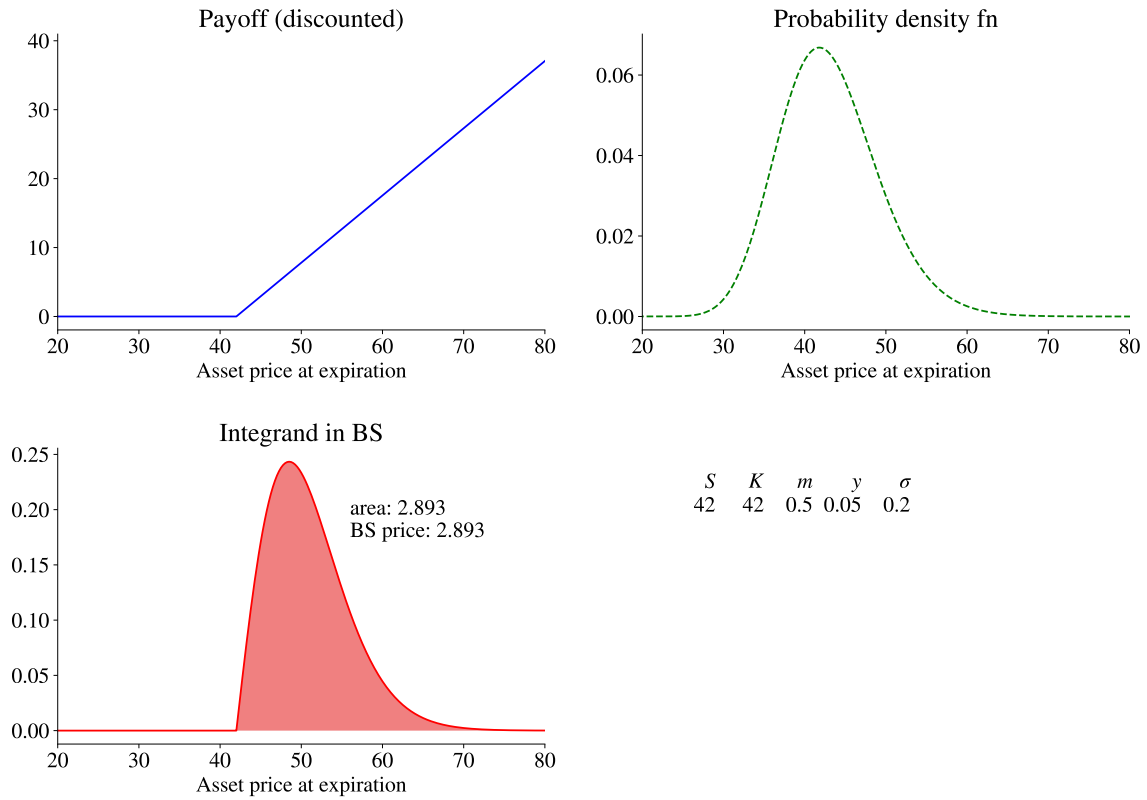 Payoff (discounted)
40
30
20
10
0
20 30 40 50 60 70 80
Asset price at expiration
Probability density fn
0.06
0.04
0.02
0.00
20 30 40 50 60 70 80
Asset price at expiration
Integrand in BS
0.25
0.20
0.15
0.10
0.05
0.00
area: 2.893
BS price: 2.893
20 30 40 50 60 70 80
Asset price at expiration
S K m y σ
42 42 0.5 0.05 0.2